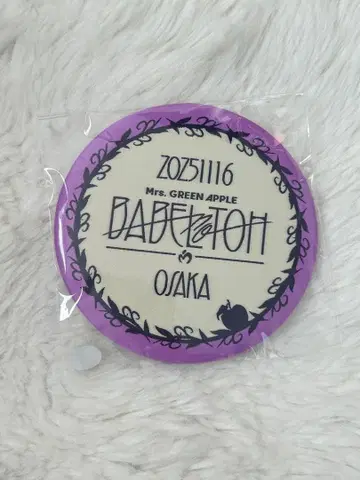 20251116
Mrs. GREEN APPLE
BABEL no TOH
OSAKA